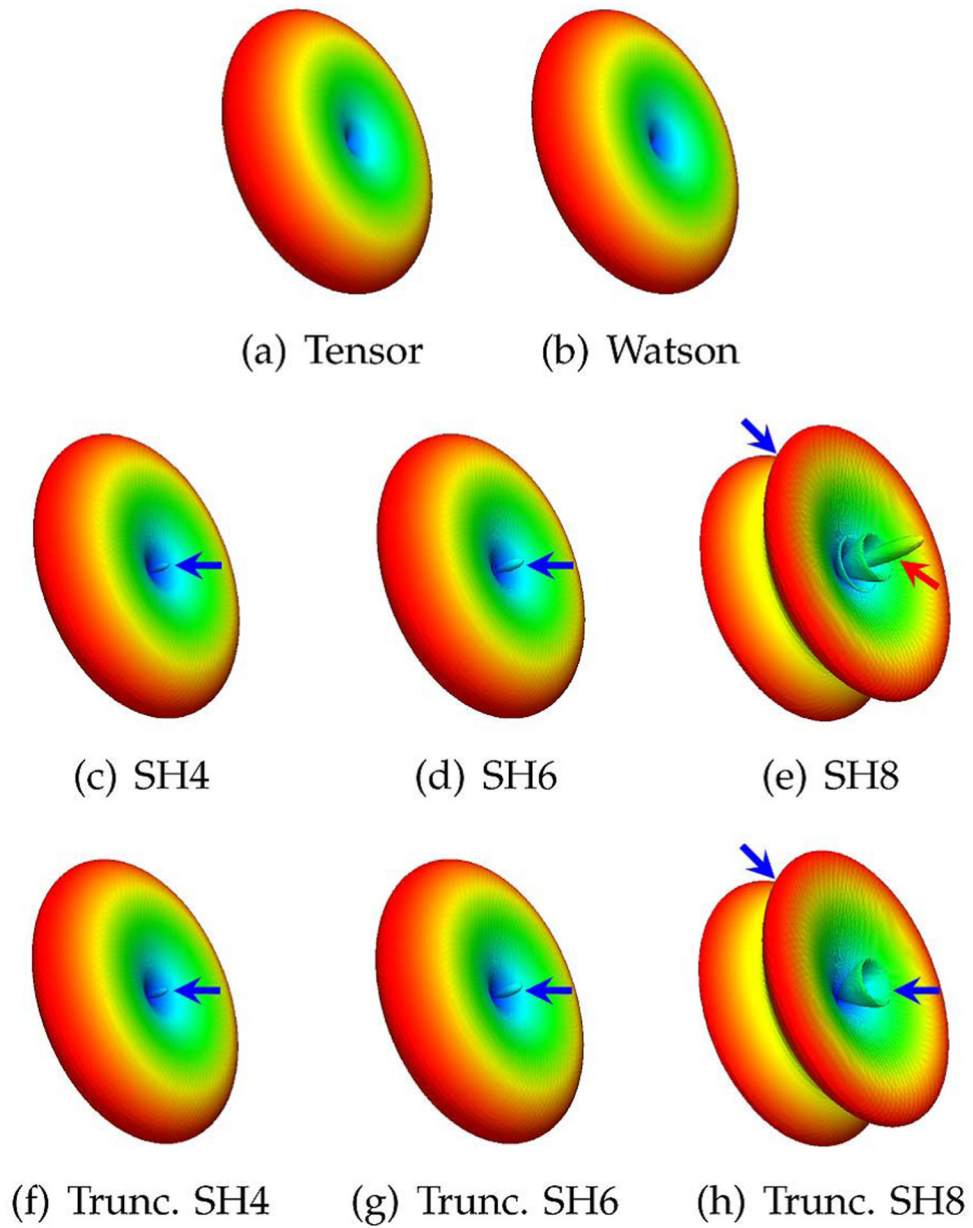 (a) Tensor (b) Watson
(c) SH4 (d) SH6 (e) SH8
(f) Trunc. SH4 (g) Trunc. SH6 (h) Trunc. SH8